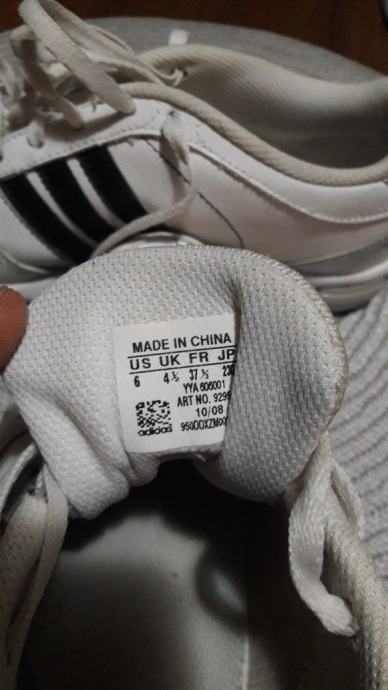 MADE IN CHINA
US UK FR JP
6 4½ 37⅓ 230
YYA 606001
ART NO.
10/08
adidas